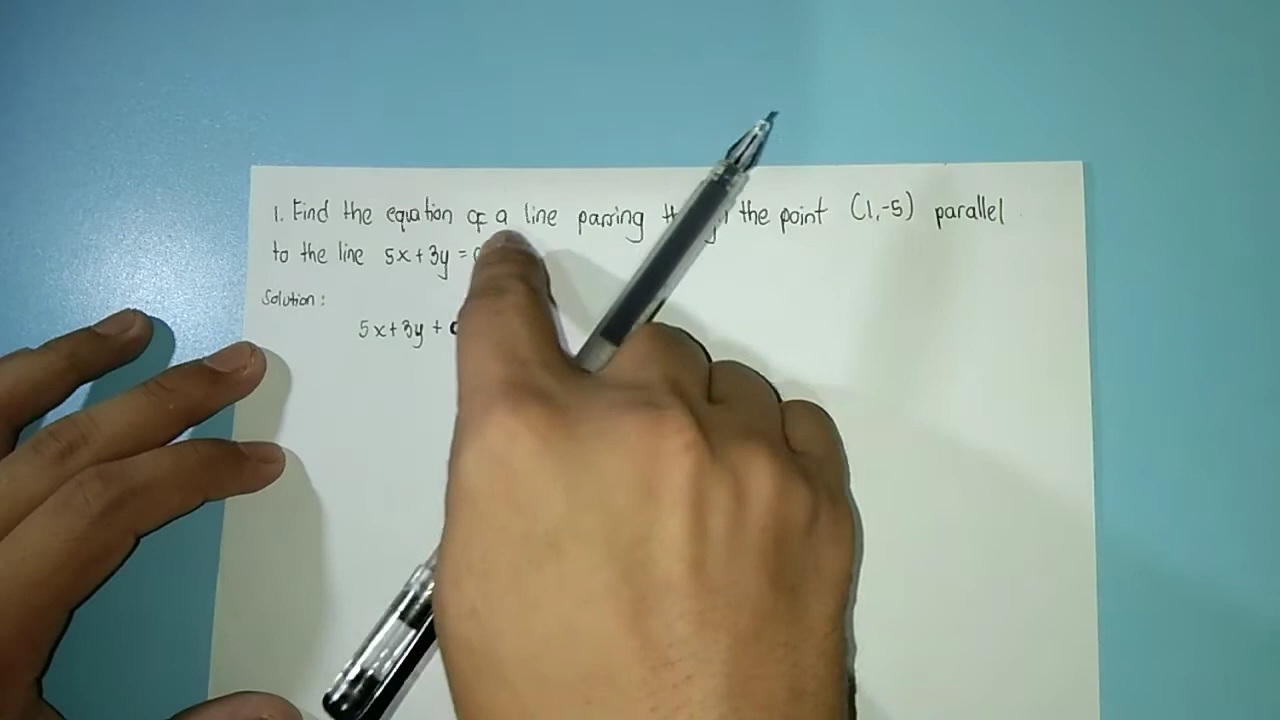 1. Find the equation of a line passing the point (1,-5) parallel
to the line 5x+3y =
Solution:
5x+3y +